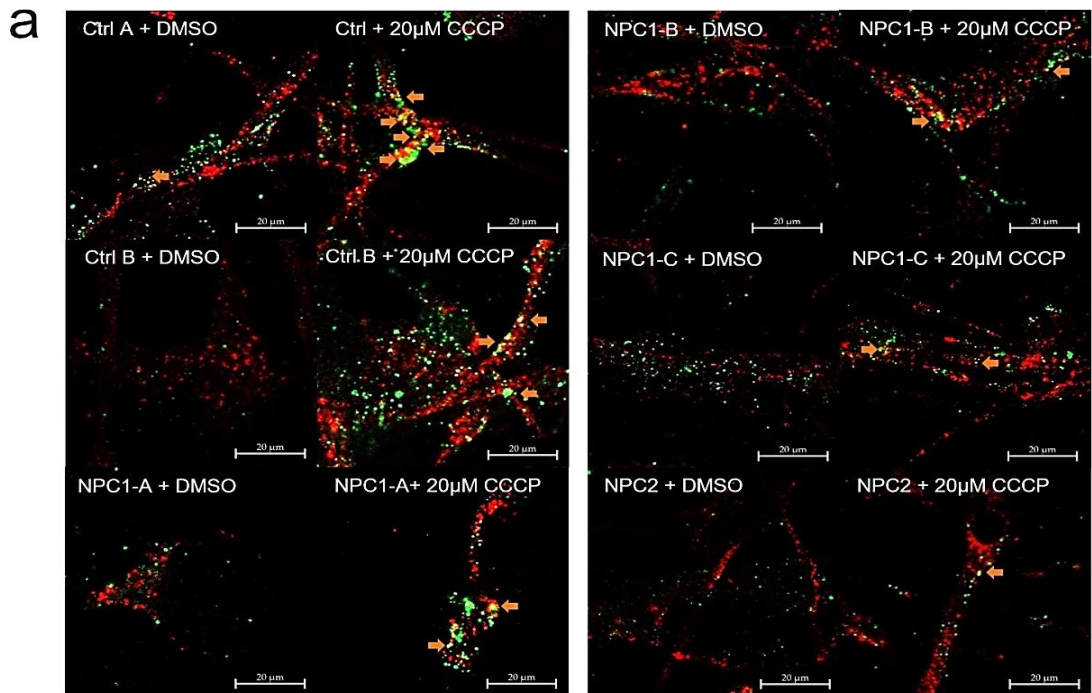 a
Ctrl A + DMSO
Ctrl + 20µM CCCP
NPC1-B + DMSO
NPC1-B + 20µM CCCP
20 µm
20 µm
20 µm
20 µm
Ctrl B + DMSO
Ctrl B + 20µM CCCP
NPC1-C + DMSO
NPC1-C + 20µM CCCP
20 µm
20 µm
20 µm
20 µm
NPC1-A + DMSO
NPC1-A+ 20µM CCCP
NPC2 + DMSO
NPC2 + 20µM CCCP
20 µm
20 µm
20 µm
20 µm